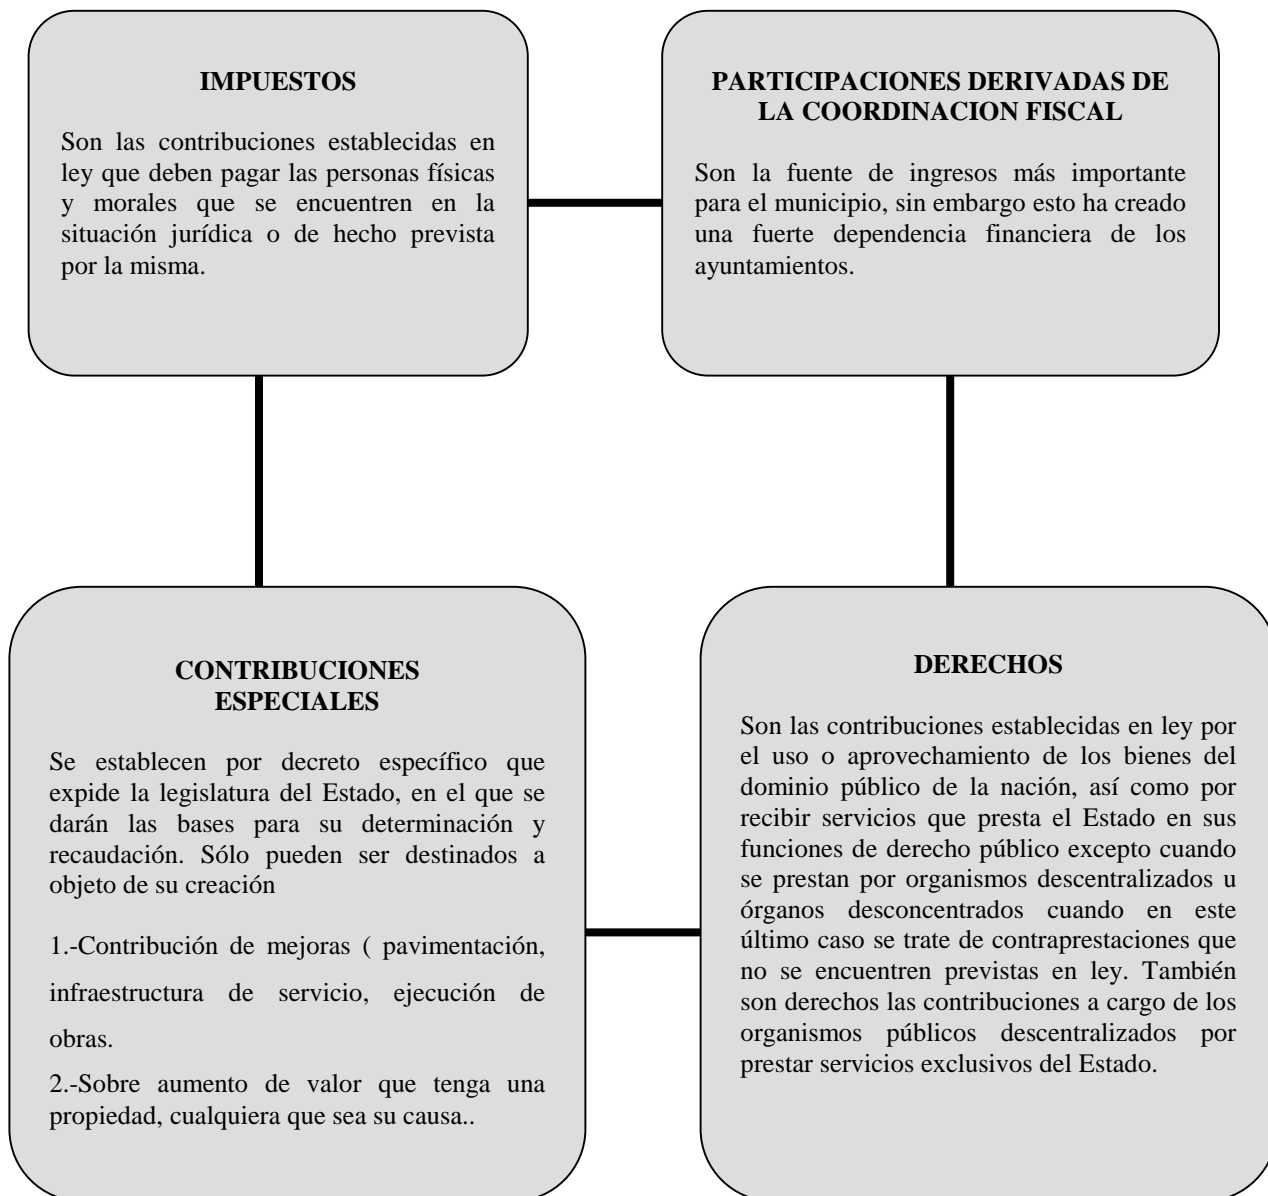 IMPUESTOS
Son las contribuciones establecidas en
ley que deben pagar las personas físicas
y morales que se encuentren en la
situación jurídica o de hecho prevista
por la misma.
PARTICIPACIONES DERIVADAS DE
LA COORDINACION FISCAL
Son la fuente de ingresos más importante
para el municipio, sin embargo esto ha creado
una fuerte dependencia financiera de los
ayuntamientos.
CONTRIBUCIONES
ESPECIALES
Se establecen por decreto específico que
expide la legislatura del Estado, en el que se
darán las bases para su determinación y
recaudación. Sólo pueden ser destinados a
objeto de su creación
1.-Contribución de mejoras ( pavimentación,
infraestructura de servicio, ejecución de
obras.
2.-Sobre aumento de valor que tenga una
propiedad, cualquiera que sea su causa..
DERECHOS
Son las contribuciones establecidas en ley por
el uso o aprovechamiento de los bienes del
dominio público de la nación, así como por
recibir servicios que presta el Estado en sus
funciones de derecho público excepto cuando
se prestan por organismos descentralizados u
órganos desconcentrados cuando en este
último caso se trate de contraprestaciones que
no se encuentren previstas en ley. También
son derechos las contribuciones a cargo de los
organismos públicos descentralizados por
prestar servicios exclusivos del Estado.